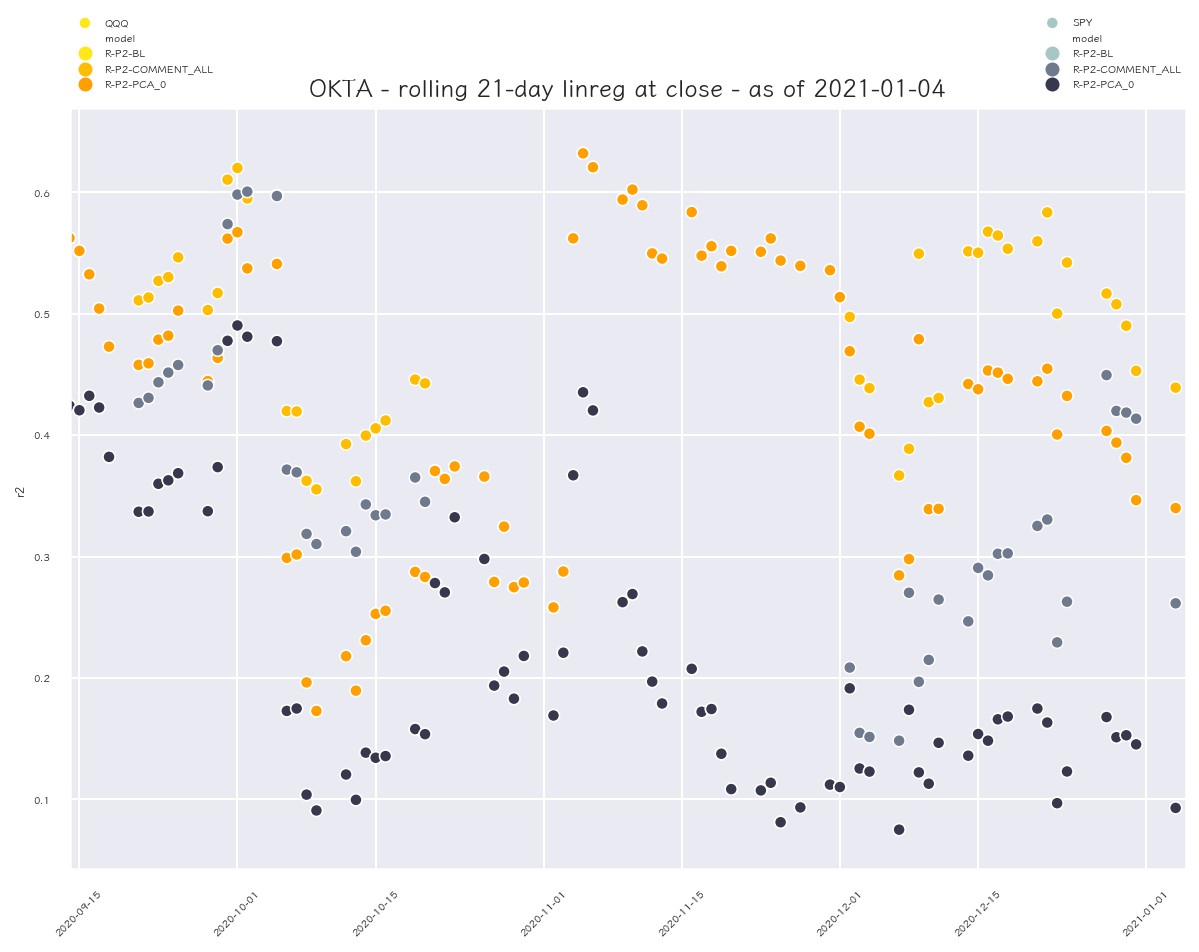 QQQ
model
R-P2-BL
R-P2-COMMENT_ALL
R-P2-PCA_0
SPY
model
R-P2-BL
R-P2-COMMENT_ALL
R-P2-PCA_0
OKTA - rolling 21-day linreg at close - as of 2021-01-04
r2
0.6
0.5
0.4
0.3
0.2
0.1
2020-09-15
2020-10-01
2020-10-15
2020-11-01
2020-11-15
2020-12-01
2020-12-15
2021-01-01